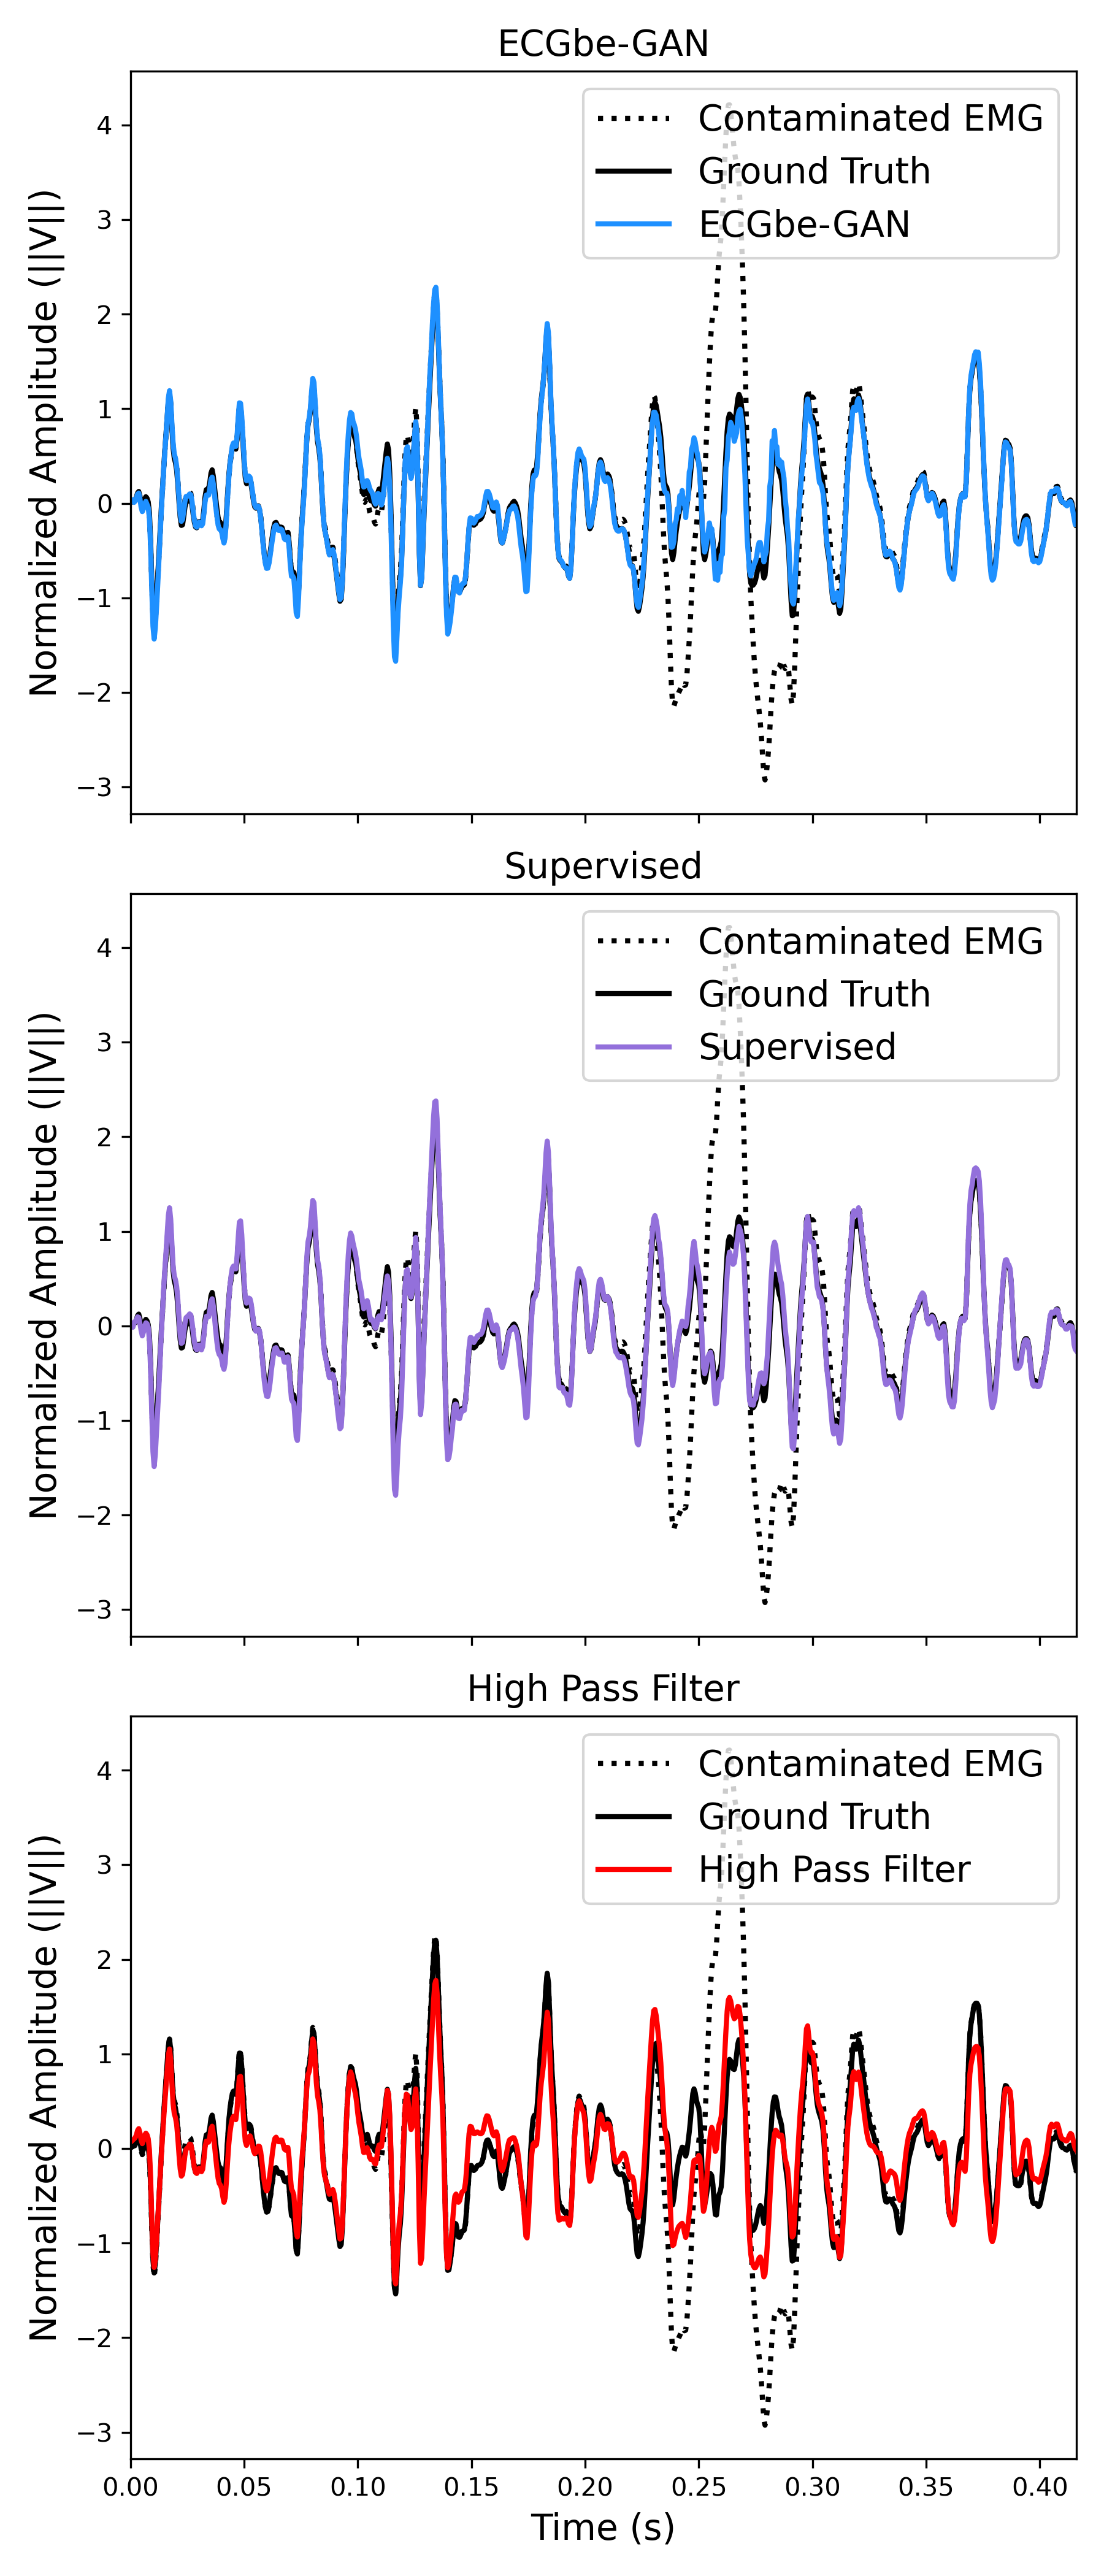 ECGbe-GAN
Normalized Amplitude (||V||)
4
3
2
1
0
−1
−2
−3
Contaminated EMG
Ground Truth
ECGbe-GAN
Supervised
Normalized Amplitude (||V||)
4
3
2
1
0
−1
−2
−3
Contaminated EMG
Ground Truth
Supervised
High Pass Filter
Normalized Amplitude (||V||)
4
3
2
1
0
−1
−2
−3
Contaminated EMG
Ground Truth
High Pass Filter
0.00 0.05 0.10 0.15 0.20 0.25 0.30 0.35 0.40
Time (s)